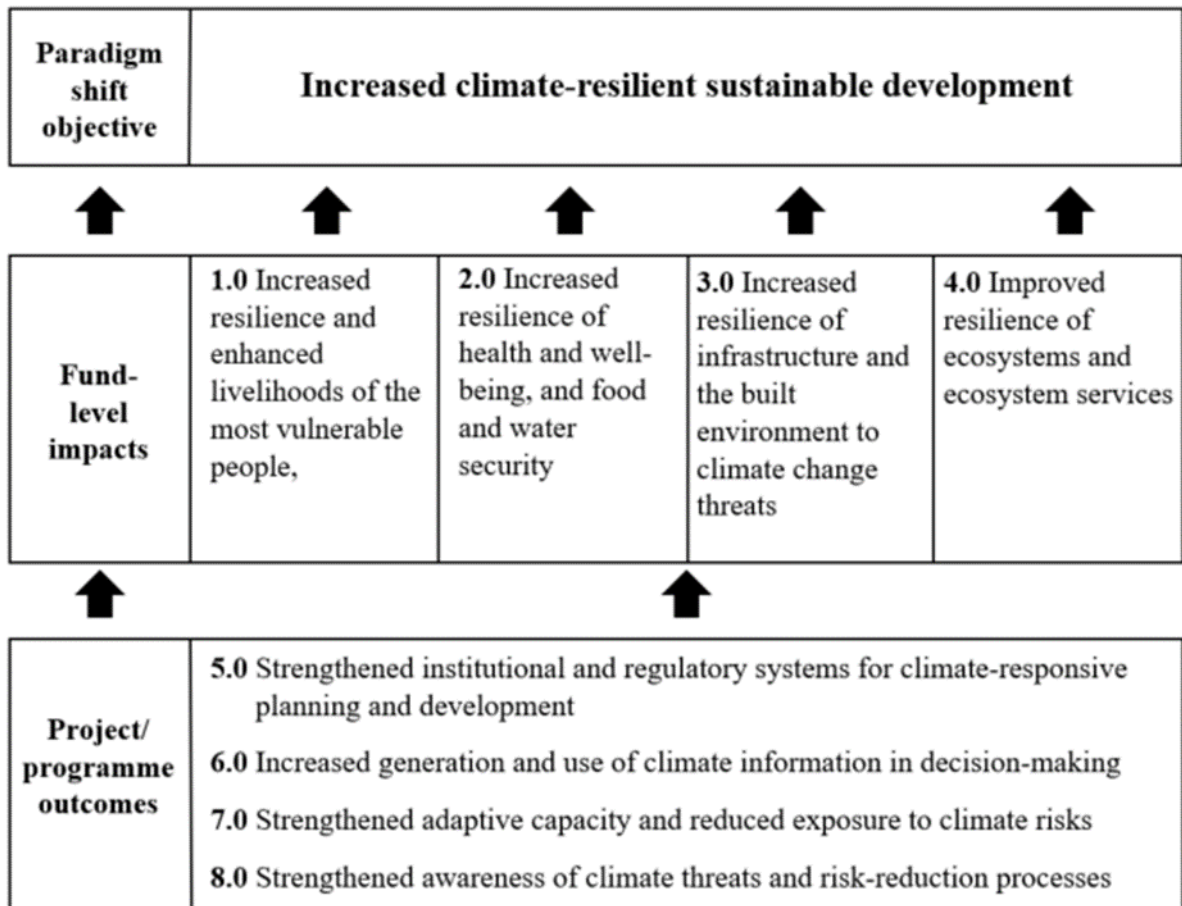 Paradigm
shift
objective
Increased climate-resilient sustainable development
Fund-
level
impacts
1.0 Increased
resilience and
enhanced
livelihoods of the
most vulnerable
people,
2.0 Increased
resilience of
health and well-
being, and food
and water
security
3.0 Increased
resilience of
infrastructure and
the built
environment to
climate change
threats
4.0 Improved
resilience of
ecosystems and
ecosystem services
Project/
programme
outcomes
5.0 Strengthened institutional and regulatory systems for climate-responsive
planning and development
6.0 Increased generation and use of climate information in decision-making
7.0 Strengthened adaptive capacity and reduced exposure to climate risks
8.0 Strengthened awareness of climate threats and risk-reduction processes